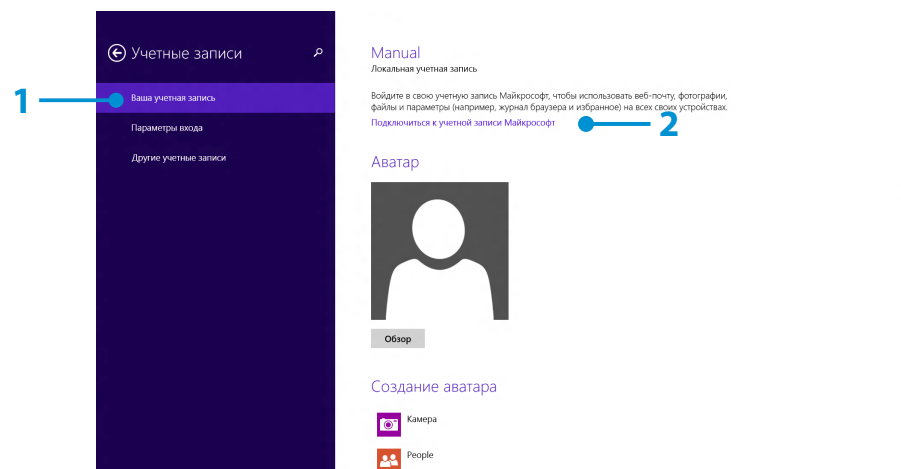 Учетные записи
1
Ваша учетная запись
Параметры входа
Другие учетные записи
Manual
Локальная учетная запись
Войдите в свою учетную запись Майкрософт, чтобы использовать веб-почту, фотографии,
файлы и параметры (например, журнал браузера и избранное) на всех своих устройствах.
Подключиться к учетной записи Майкрософт
2
Аватар
Обзор
Создание аватара
Камера
People